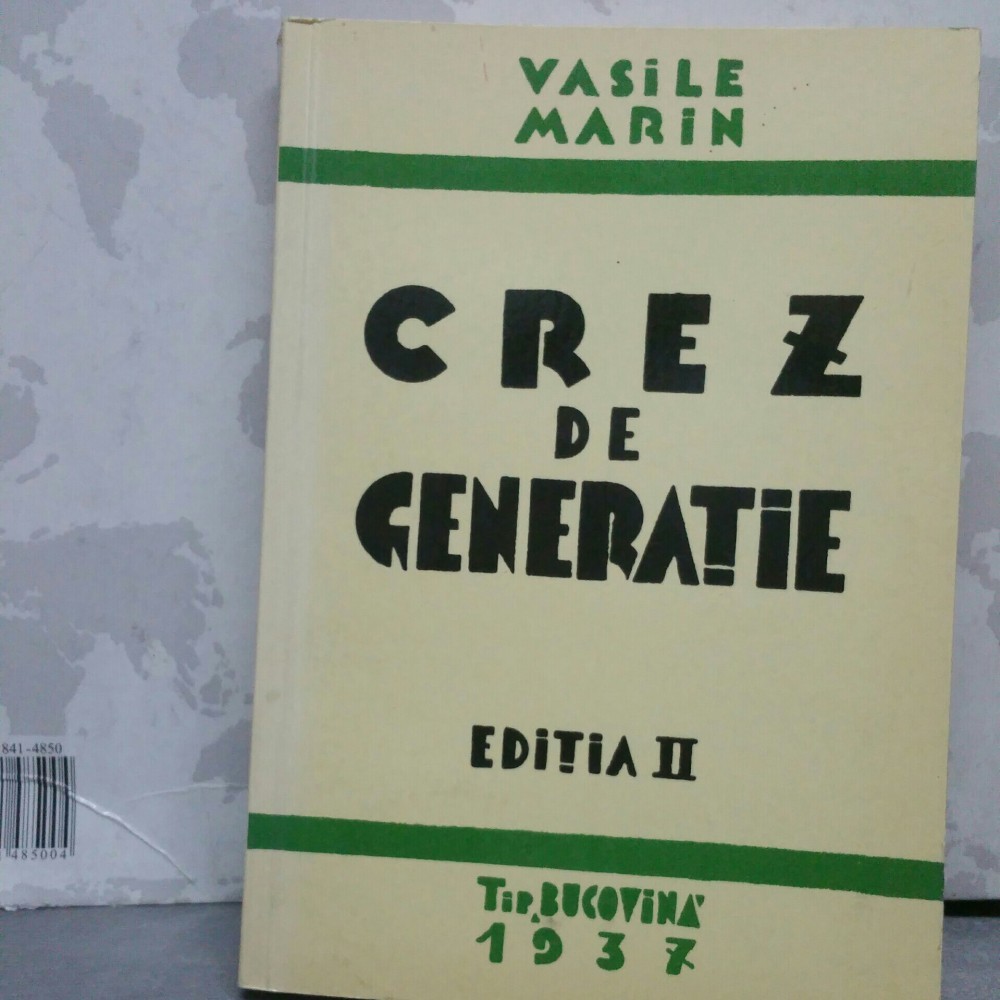 VASiLE
MARiN
CREZ
DE
GENERAȚiE
EDiȚiA II
Tip. "BUCOViNA"
1937
841-4850
485004